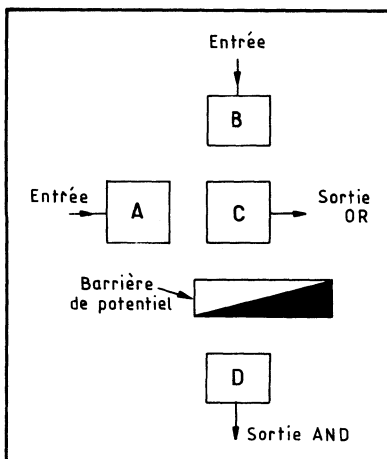 Entrée
B
Entrée
A
C
Sortie
OR
Barrière
de potentiel
D
Sortie AND